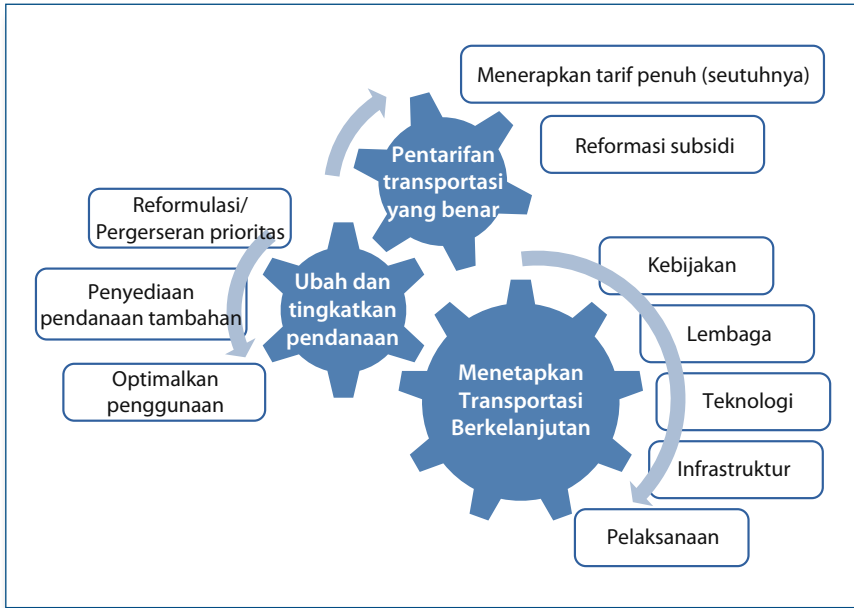 Menerapkan tarif penuh (seutuhnya)
Reformasi subsidi
Pentarifan
transportasi
yang benar
Reformulasi/
Pergerseran prioritas
Penyediaan
pendanaan tambahan
Optimalkan
penggunaan
Ubah dan
tingkatkan
pendanaan
Menetapkan
Transportasi
Berkelanjutan
Kebijakan
Lembaga
Teknologi
Infrastruktur
Pelaksanaan